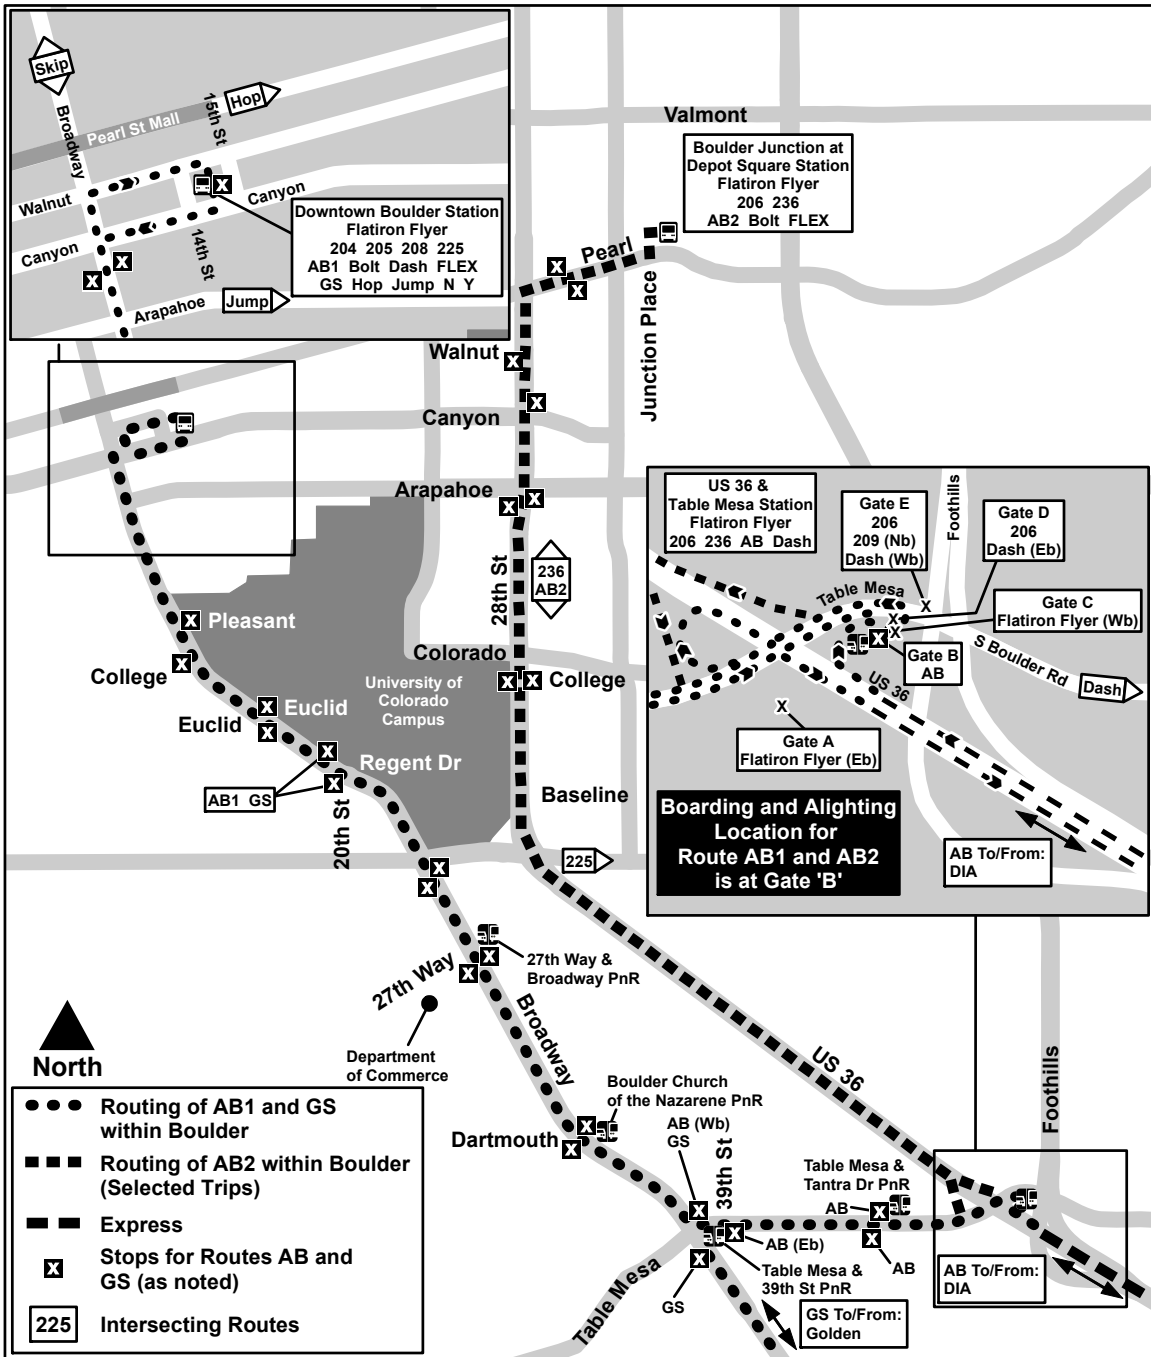 Skip
Broadway
Pearl St Mall
15th St
Hop
Walnut
Canyon
Canyon
14th St
Arapahoe
Jump
Downtown Boulder Station
Flatiron Flyer
204 205 208 225
AB1 Bolt Dash FLEX
GS Hop Jump N Y
Valmont
Boulder Junction at
Depot Square Station
Flatiron Flyer
206 236
AB2 Bolt FLEX
Pearl
Junction Place
Walnut
Canyon
Arapahoe
28th St
236
AB2
Colorado
College
University of
Colorado
Campus
Pleasant
College
Euclid
Euclid
Regent Dr
AB1 GS
20th St
Baseline
225
US 36 &
Table Mesa Station
Flatiron Flyer
206 236 AB Dash
Gate E
206
209 (Nb)
Dash (Wb)
Foothills
Gate D
206
Dash (Eb)
Table Mesa
Gate C
Flatiron Flyer (Wb)
Gate B
AB
S Boulder Rd
Dash
US 36
Gate A
Flatiron Flyer (Eb)
Boarding and Alighting
Location for
Route AB1 and AB2
is at Gate 'B'
AB To/From:
DIA
27th Way &
Broadway PnR
27th Way
Broadway
Department
of Commerce
US 36
Foothills
North
Boulder Church
of the Nazarene PnR
Dartmouth
AB (Wb)
GS
39th St
Table Mesa &
Tantra Dr PnR
AB
AB (Eb)
AB
Table Mesa &
39th St PnR
Table Mesa
GS
GS To/From:
Golden
AB To/From:
DIA
Routing of AB1 and GS
within Boulder
Routing of AB2 within Boulder
(Selected Trips)
Express
Stops for Routes AB and
GS (as noted)
225
Intersecting Routes